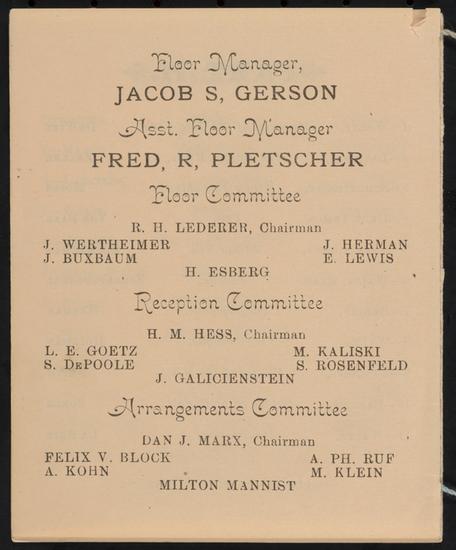 Floor Manager,
JACOB S, GERSON
Asst. Floor Manager
FRED, R, PLETSCHER
Floor Committee
R. H. LEDERER, Chairman
J. WERTHEIMER J. HERMAN
J. BUXBAUM E. LEWIS
H. ESBERG
Reception Committee
H. M. HESS, Chairman
L. E. GOETZ M. KALISKI
S. DEPOOLE S. ROSENFELD
J. GALICIENSTEIN
Arrangements Committee
DAN J. MARX, Chairman
FELIX V. BLOCK A. PH. RUF
A. KOHN M. KLEIN
MILTON MANNIST